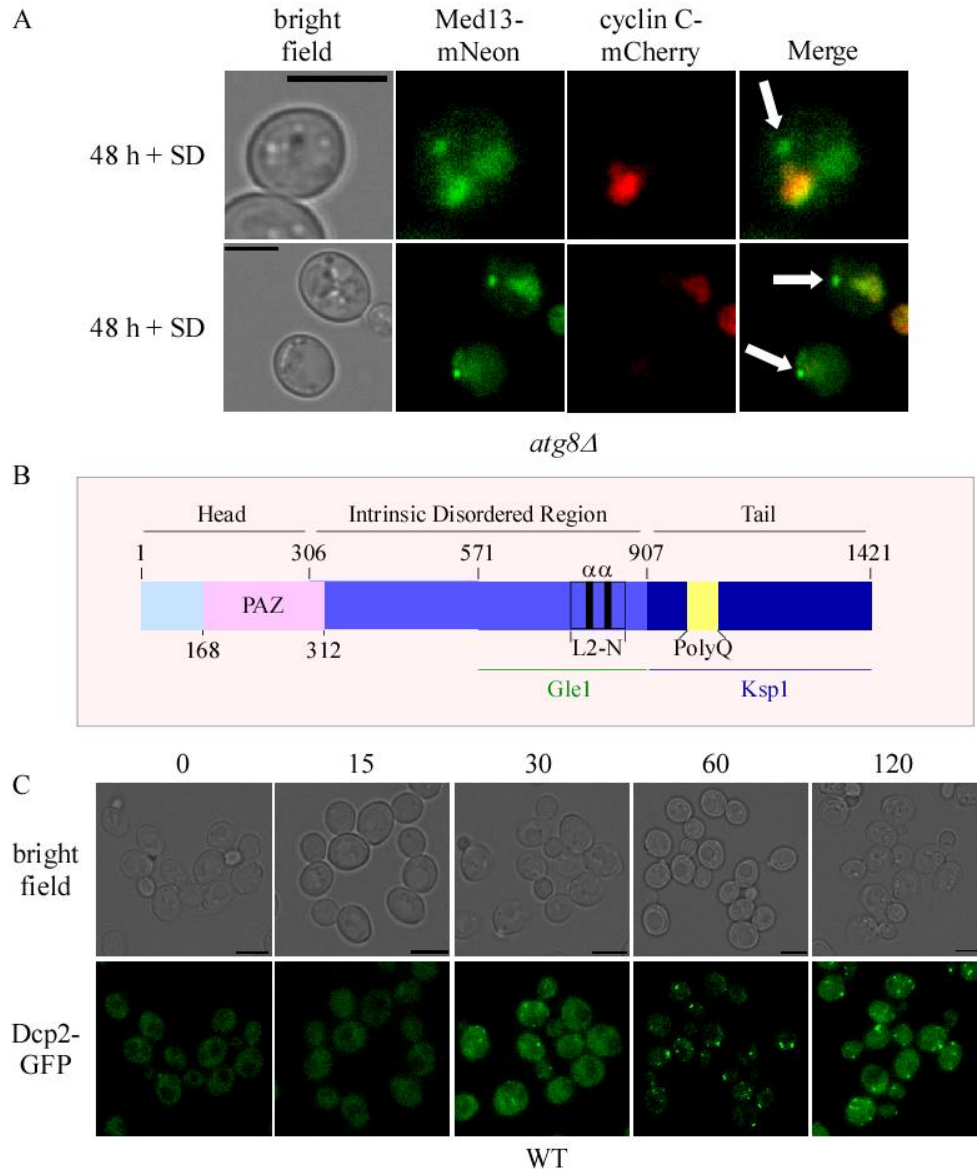 A
bright field
Med13-mNeon
cyclin C-mCherry
Merge
48 h + SD
48 h + SD
atg8Δ
B
Head
Intrinsic Disordered Region
Tail
1
306
571
907
1421
αα
PAZ
168
312
L2-N
PolyQ
Gle1
Ksp1
C
0
15
30
60
120
bright field
Dcp2-GFP
WT